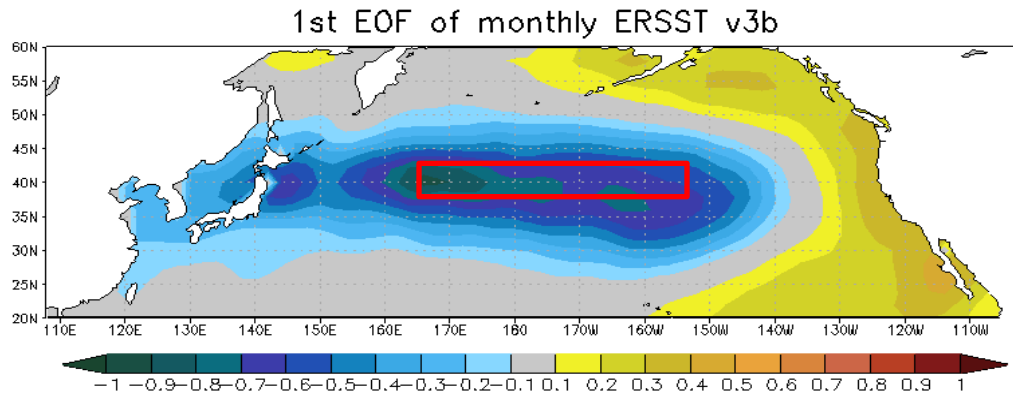 1st EOF of monthly ERSST v3b
60N
55N
50N
45N
40N
35N
30N
25N
20N
110E 120E 130E 140E 150E 160E 170E 180 170W 160W 150W 140W 130W 120W 110W
-1 -0.9 -0.8 -0.7 -0.6 -0.5 -0.4 -0.3 -0.2 -0.1 0.1 0.2 0.3 0.4 0.5 0.6 0.7 0.8 0.9 1